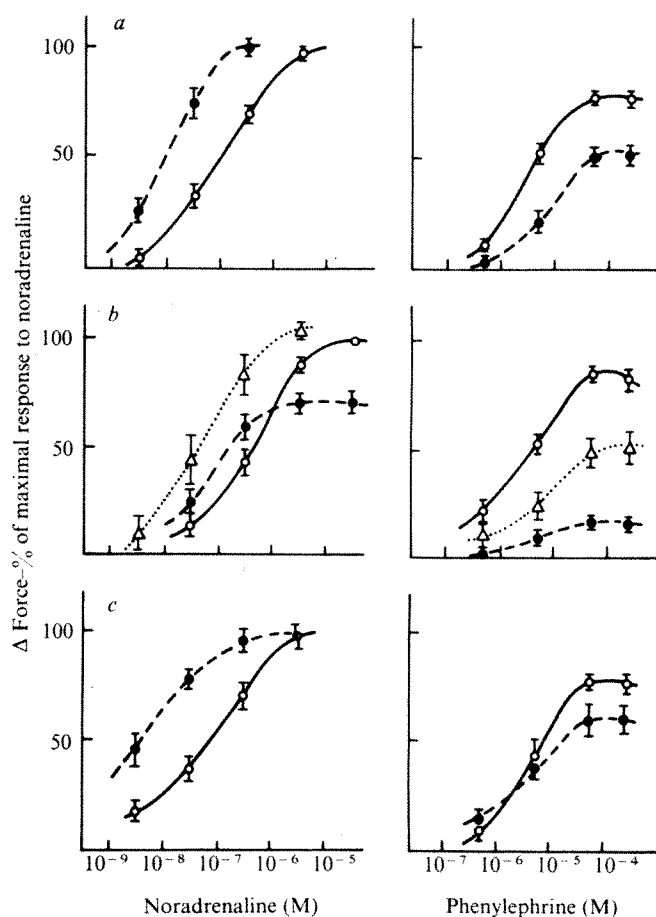 a
100
50
b
100
50
c
100
50
Δ Force–% of maximal response to noradrenaline
10⁻⁹ 10⁻⁸ 10⁻⁷ 10⁻⁶ 10⁻⁵
10⁻⁷ 10⁻⁶ 10⁻⁵ 10⁻⁴
Noradrenaline (M)
Phenylephrine (M)